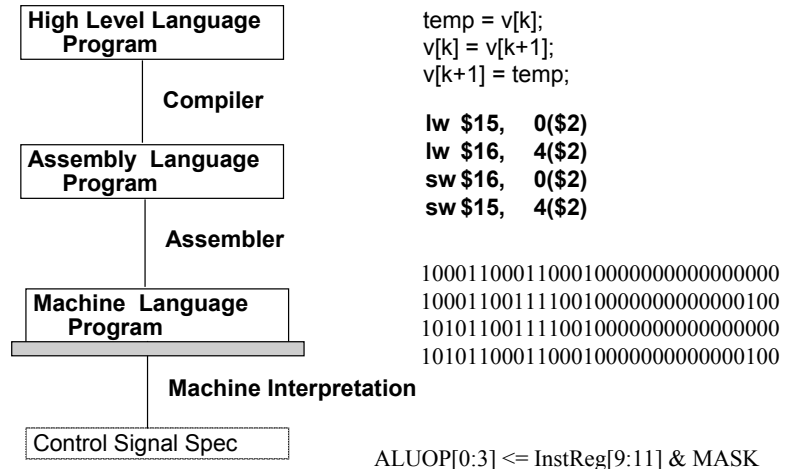 High Level Language
Program
temp = v[k];
v[k] = v[k+1];
v[k+1] = temp;
Compiler
lw $15, 0($2)
lw $16, 4($2)
sw $16, 0($2)
sw $15, 4($2)
Assembly Language
Program
Assembler
10001100011000100000000000000000
10001100111100100000000000000100
10101100111100100000000000000000
10101100011000100000000000000100
Machine Language
Program
Machine Interpretation
Control Signal Spec
ALUOP[0:3] <= InstReg[9:11] & MASK